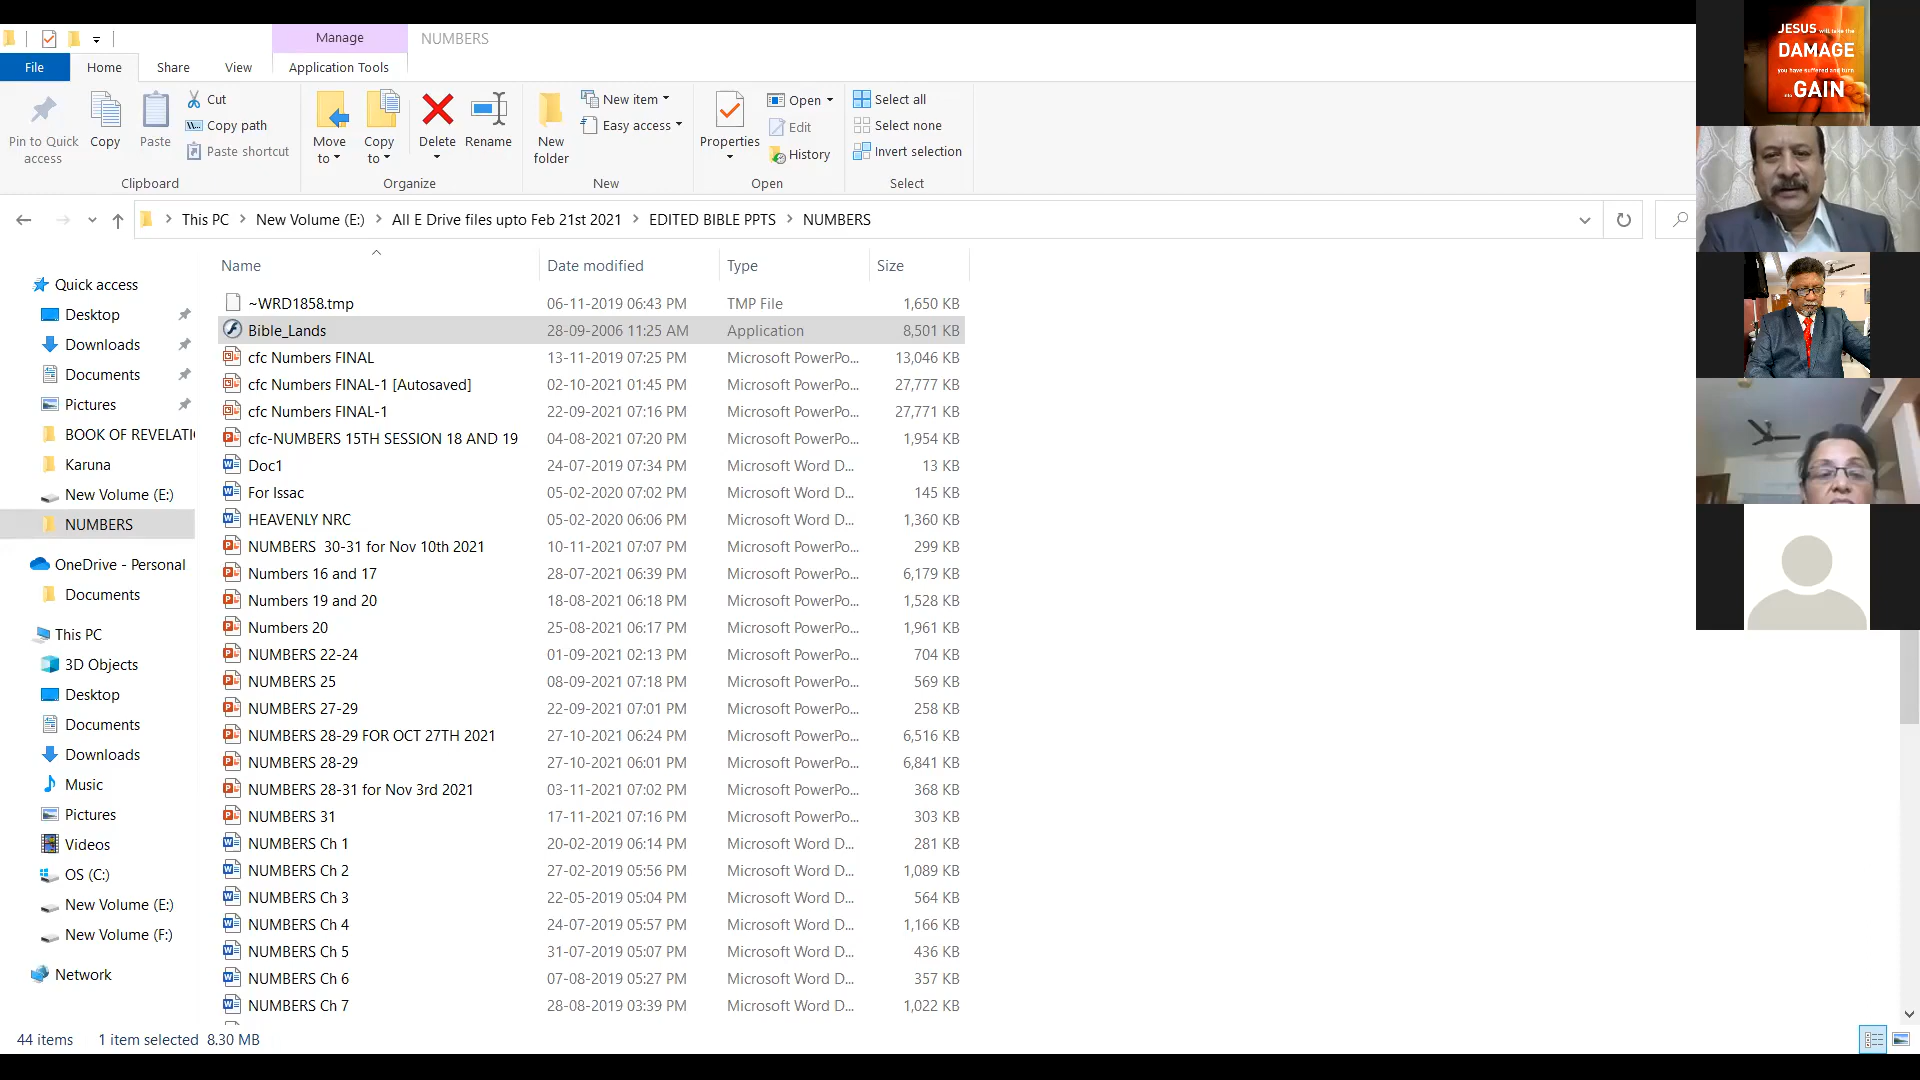 Manage
NUMBERS
File
Home
Share
View
Application Tools
Pin to Quick access
Copy
Paste
Cut
Copy path
Paste shortcut
Clipboard
Move to
Copy to
Delete
Rename
Organize
New folder
New item
Easy access
New
Properties
Open
Edit
History
Open
Select all
Select none
Invert selection
Select
This PC > New Volume (E:) > All E Drive files upto Feb 21st 2021 > EDITED BIBLE PPTS > NUMBERS
Name Date modified Type Size
~WRD1858.tmp 06-11-2019 06:43 PM TMP File 1,650 KB
Bible_Lands 28-09-2006 11:25 AM Application 8,501 KB
cfc Numbers FINAL 13-11-2019 07:25 PM Microsoft PowerPo... 13,046 KB
cfc Numbers FINAL-1 [Autosaved] 02-10-2021 01:45 PM Microsoft PowerPo... 27,777 KB
cfc Numbers FINAL-1 22-09-2021 07:16 PM Microsoft PowerPo... 27,771 KB
cfc-NUMBERS 15TH SESSION 18 AND 19 04-08-2021 07:20 PM Microsoft PowerPo... 1,954 KB
Doc1 24-07-2019 07:34 PM Microsoft Word D... 13 KB
For Issac 05-02-2020 07:02 PM Microsoft Word D... 145 KB
HEAVENLY NRC 05-02-2020 06:06 PM Microsoft Word D... 1,360 KB
NUMBERS  30-31 for Nov 10th 2021 10-11-2021 07:07 PM Microsoft PowerPo... 299 KB
Numbers 16 and 17 28-07-2021 06:39 PM Microsoft PowerPo... 6,179 KB
Numbers 19 and 20 18-08-2021 06:18 PM Microsoft PowerPo... 1,528 KB
Numbers 20 25-08-2021 06:17 PM Microsoft PowerPo... 1,961 KB
NUMBERS 22-24 01-09-2021 02:13 PM Microsoft PowerPo... 704 KB
NUMBERS 25 08-09-2021 07:18 PM Microsoft PowerPo... 569 KB
NUMBERS 27-29 22-09-2021 07:01 PM Microsoft PowerPo... 258 KB
NUMBERS 28-29 FOR OCT 27TH 2021 27-10-2021 06:24 PM Microsoft PowerPo... 6,516 KB
NUMBERS 28-29 27-10-2021 06:01 PM Microsoft PowerPo... 6,841 KB
NUMBERS 28-31 for Nov 3rd 2021 03-11-2021 07:02 PM Microsoft PowerPo... 368 KB
NUMBERS 31 17-11-2021 07:16 PM Microsoft PowerPo... 303 KB
NUMBERS Ch 1 20-02-2019 06:14 PM Microsoft Word D... 281 KB
NUMBERS Ch 2 27-02-2019 05:56 PM Microsoft Word D... 1,089 KB
NUMBERS Ch 3 22-05-2019 05:04 PM Microsoft Word D... 564 KB
NUMBERS Ch 4 24-07-2019 05:57 PM Microsoft Word D... 1,166 KB
NUMBERS Ch 5 31-07-2019 05:07 PM Microsoft Word D... 436 KB
NUMBERS Ch 6 07-08-2019 05:27 PM Microsoft Word D... 357 KB
NUMBERS Ch 7 28-08-2019 03:39 PM Microsoft Word D... 1,022 KB
Quick access
Desktop
Downloads
Documents
Pictures
BOOK OF REVELATI
Karuna
New Volume (E:)
NUMBERS
OneDrive - Personal
Documents
This PC
3D Objects
Desktop
Documents
Downloads
Music
Pictures
Videos
OS (C:)
New Volume (E:)
New Volume (F:)
Network
44 items 1 item selected 8.30 MB
JESUS will take the
DAMAGE
you have suffered and turn
into GAIN